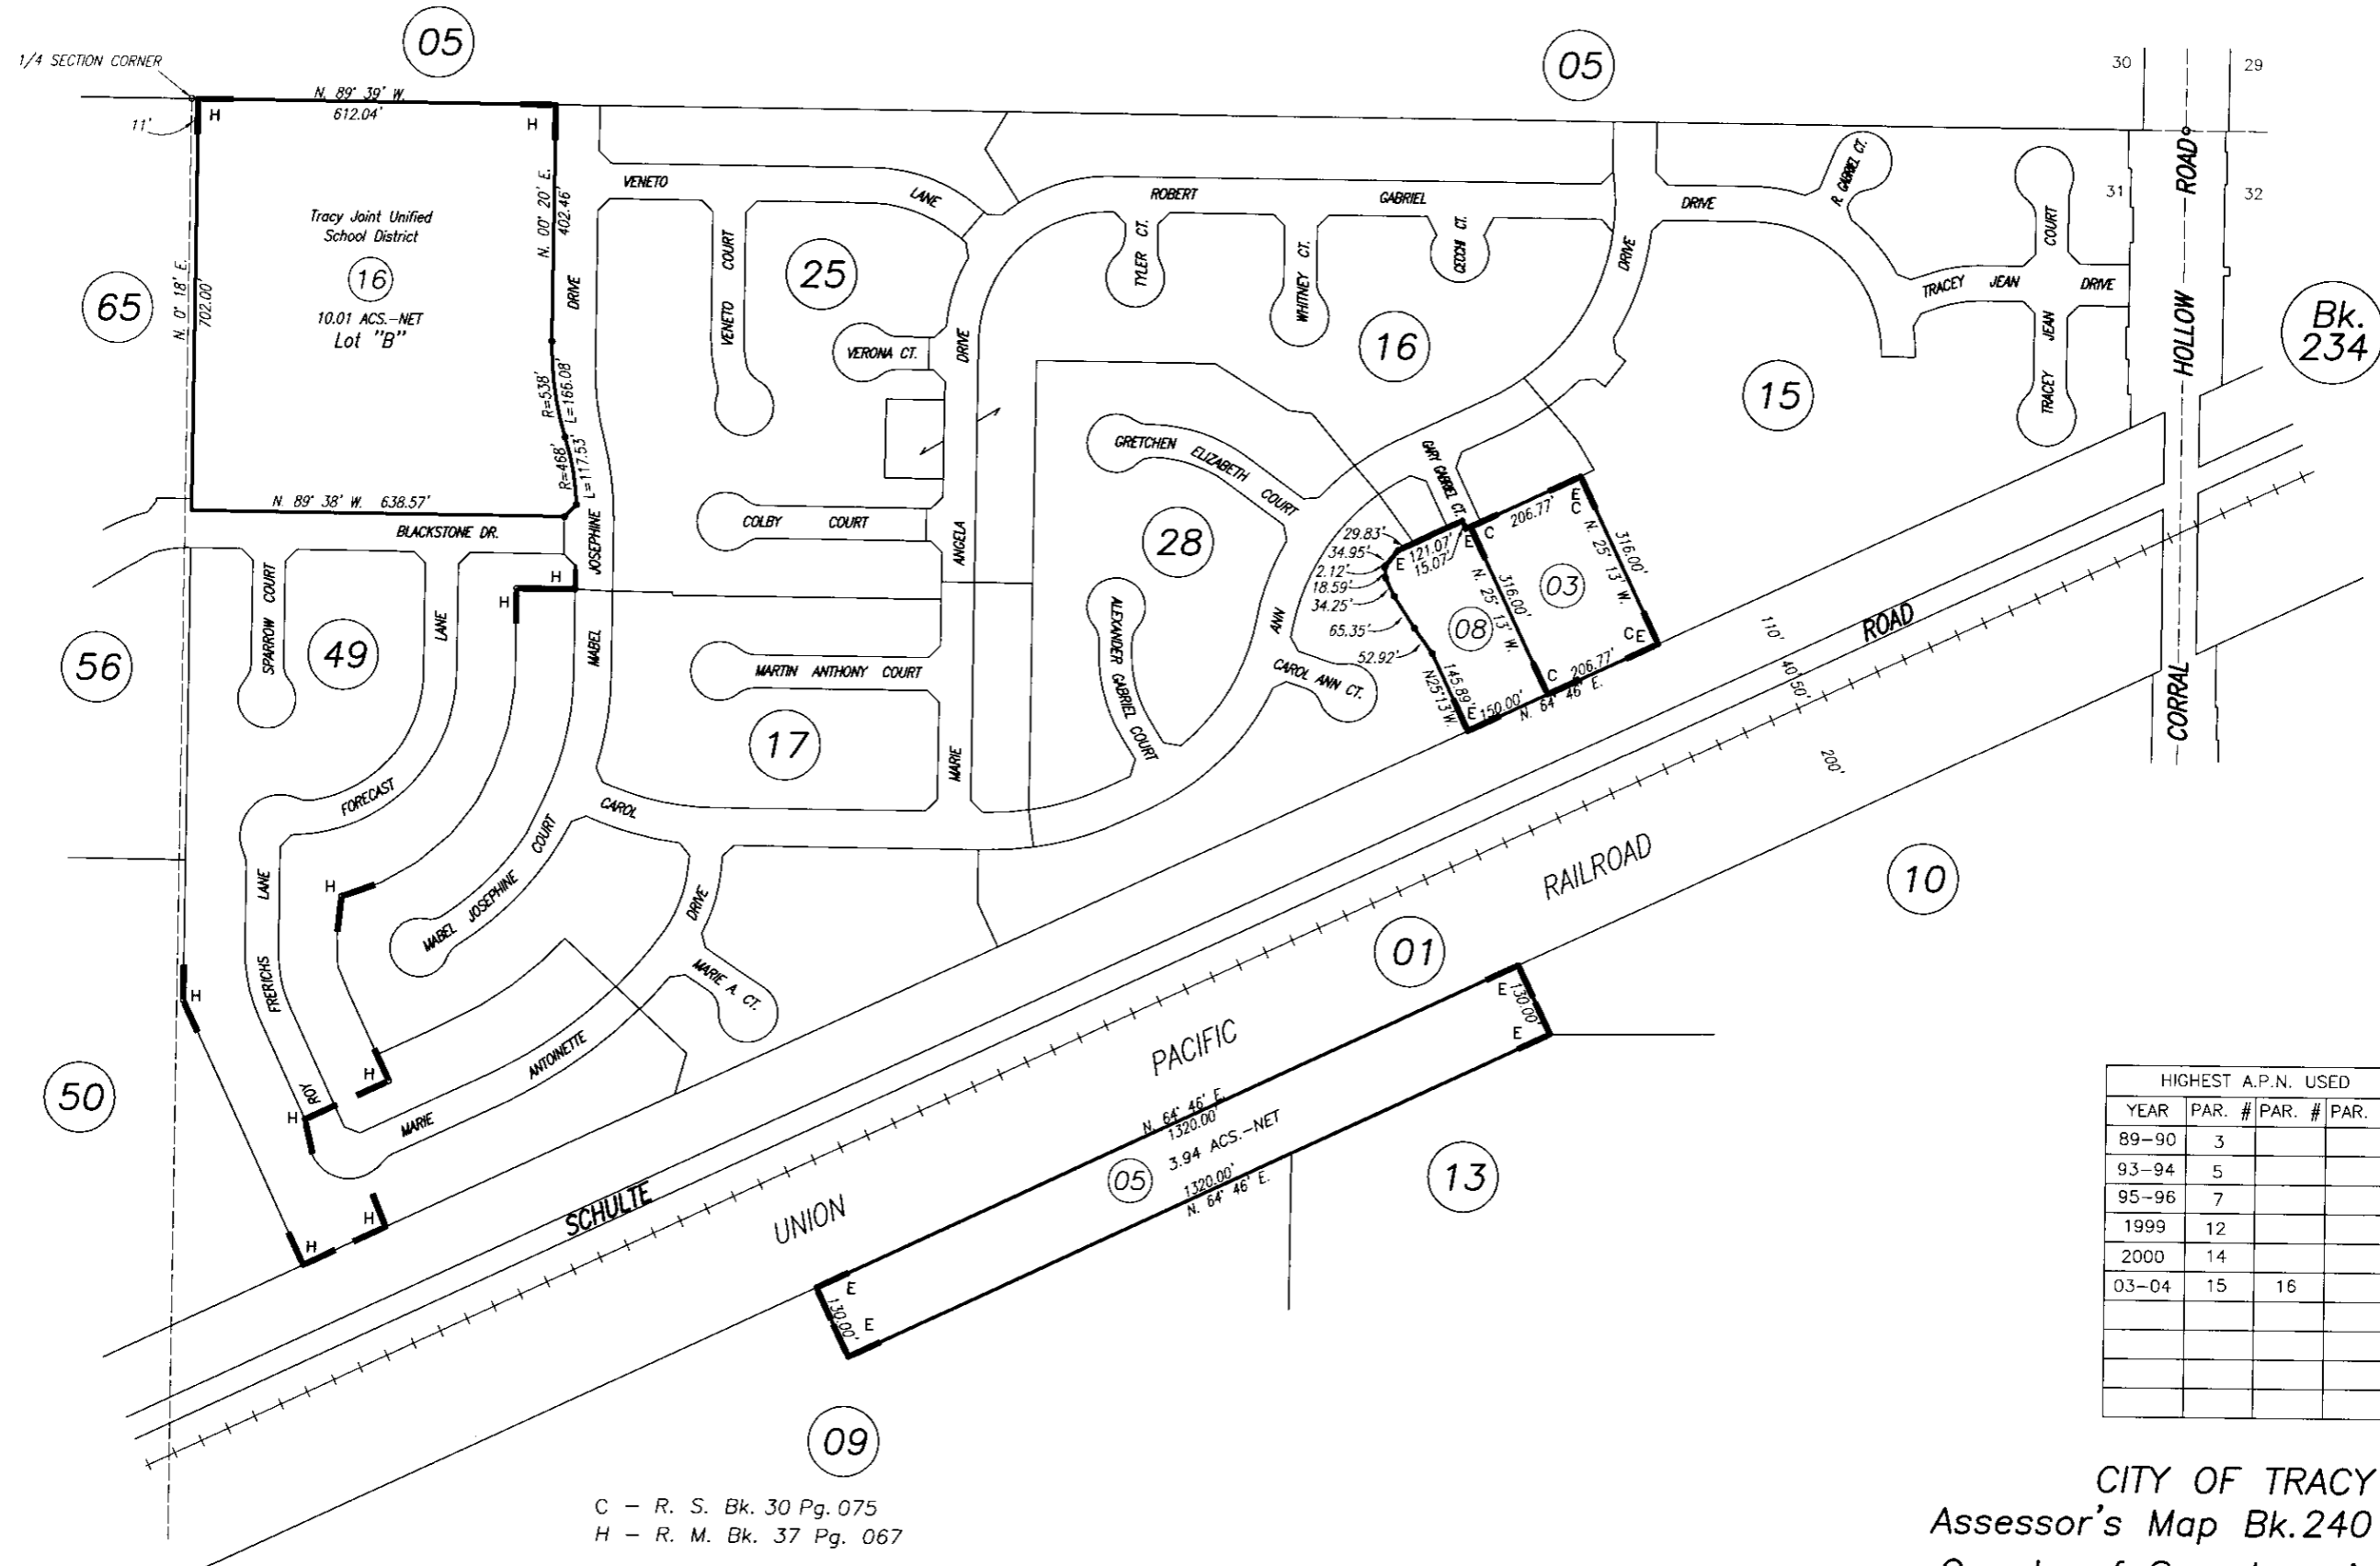 05
05
1/4 SECTION CORNER
30
29
N. 89° 39' W.
612.04'
11'
H
H
Tracy Joint Unified
School District
16
10.01 ACS.-NET
Lot "B"
65
N. 0° 18' E.
702.00'
N. 00° 20' E.
402.46'
DRIVE
R=538'
L=166.08'
R=468'
L=117.53'
N. 89° 38' W. 638.57'
VENETO
LANE
VENETO COURT
25
VERONA CT.
DRIVE
ROBERT
GABRIEL
DRIVE
TYLER CT.
WHITNEY CT.
CECCHI CT.
DRIVE
R. GABRIEL CT.
31
32
COURT
TRACEY JEAN DRIVE
TRACEY JEAN
CORRAL HOLLOW ROAD
Bk.
234
16
15
BLACKSTONE DR.
JOSEPHINE
MABEL
COLBY COURT
ANGELA
GRETCHEN ELIZABETH COURT
28
GARY GABRIEL CT.
206.77'
E
C
316.00'
N. 25° 13' W.
29.83'
34.95'
2.12'
18.59'
34.25'
65.35'
52.92'
E
121.07'
15.07'
E
C
316.00'
N. 25° 13' W.
03
08
C E
C
206.77'
145.89'
N25°13'W.
E
150.00'
N. 64° 46' E.
H
H
SPARROW COURT
LANE
49
56
MARTIN ANTHONY COURT
17
MARIE
ALEXANDER GABRIEL COURT
ANN
CAROL ANN CT.
110'
40'
50'
200'
ROAD
FORECAST
CAROL
MABEL JOSEPHINE COURT
H
LANE
FRERICHS
ROY
DRIVE
MARIE A. CT.
ANTOINETTE
MARIE
H
50
H
H
H
H
SCHULTE
UNION
PACIFIC
RAILROAD
01
10
E
130.00'
E
N. 64° 46' E.
1320.00'
3.94 ACS.-NET
05
1320.00'
N. 64° 46' E.
13
E
130.00'
E
09
HIGHEST A.P.N. USED
YEAR PAR. # PAR. # PAR.
89-90 3
93-94 5
95-96 7
1999 12
2000 14
03-04 15 16
C - R. S. Bk. 30 Pg. 075
H - R. M. Bk. 37 Pg. 067
CITY OF TRACY
Assessor's Map Bk.240